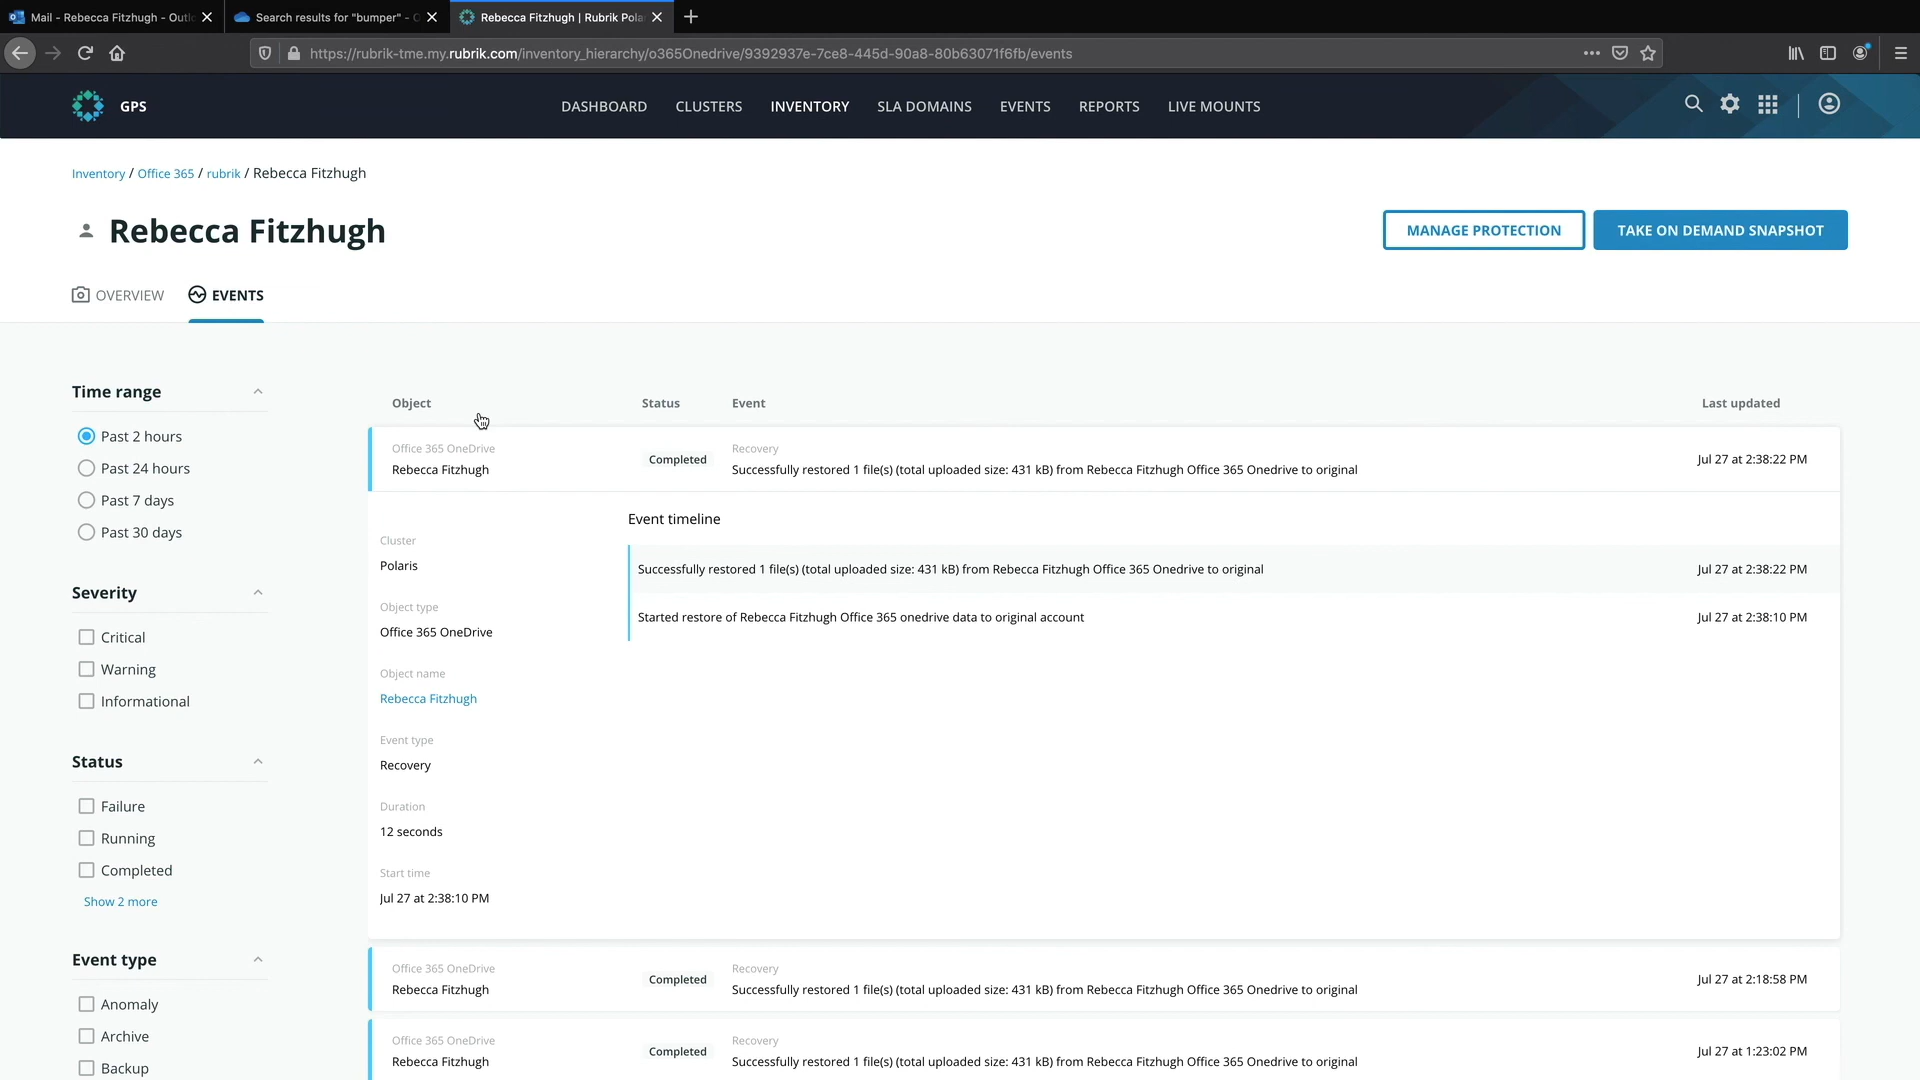 Mail - Rebecca Fitzhugh - Outlo
Search results for "bumper" - O
Rebecca Fitzhugh | Rubrik Pola
https://rubrik-tme.my.rubrik.com/inventory_hierarchy/o365Onedrive/9392937e-7ce8-445d-90a8-80b63071f6fb/events
GPS
DASHBOARD CLUSTERS INVENTORY SLA DOMAINS EVENTS REPORTS LIVE MOUNTS
Inventory / Office 365 / rubrik / Rebecca Fitzhugh
Rebecca Fitzhugh
MANAGE PROTECTION
TAKE ON DEMAND SNAPSHOT
OVERVIEW EVENTS
Time range
Past 2 hours
Past 24 hours
Past 7 days
Past 30 days
Severity
Critical
Warning
Informational
Status
Failure
Running
Completed
Show 2 more
Event type
Anomaly
Archive
Backup
Object Status Event Last updated
Office 365 OneDrive
Rebecca Fitzhugh
Completed
Recovery
Successfully restored 1 file(s) (total uploaded size: 431 kB) from Rebecca Fitzhugh Office 365 Onedrive to original
Jul 27 at 2:38:22 PM
Cluster
Polaris
Object type
Office 365 OneDrive
Object name
Rebecca Fitzhugh
Event type
Recovery
Duration
12 seconds
Start time
Jul 27 at 2:38:10 PM
Event timeline
Successfully restored 1 file(s) (total uploaded size: 431 kB) from Rebecca Fitzhugh Office 365 Onedrive to original
Jul 27 at 2:38:22 PM
Started restore of Rebecca Fitzhugh Office 365 onedrive data to original account
Jul 27 at 2:38:10 PM
Office 365 OneDrive
Rebecca Fitzhugh
Completed
Recovery
Successfully restored 1 file(s) (total uploaded size: 431 kB) from Rebecca Fitzhugh Office 365 Onedrive to original
Jul 27 at 2:18:58 PM
Office 365 OneDrive
Rebecca Fitzhugh
Completed
Recovery
Successfully restored 1 file(s) (total uploaded size: 431 kB) from Rebecca Fitzhugh Office 365 Onedrive to original
Jul 27 at 1:23:02 PM